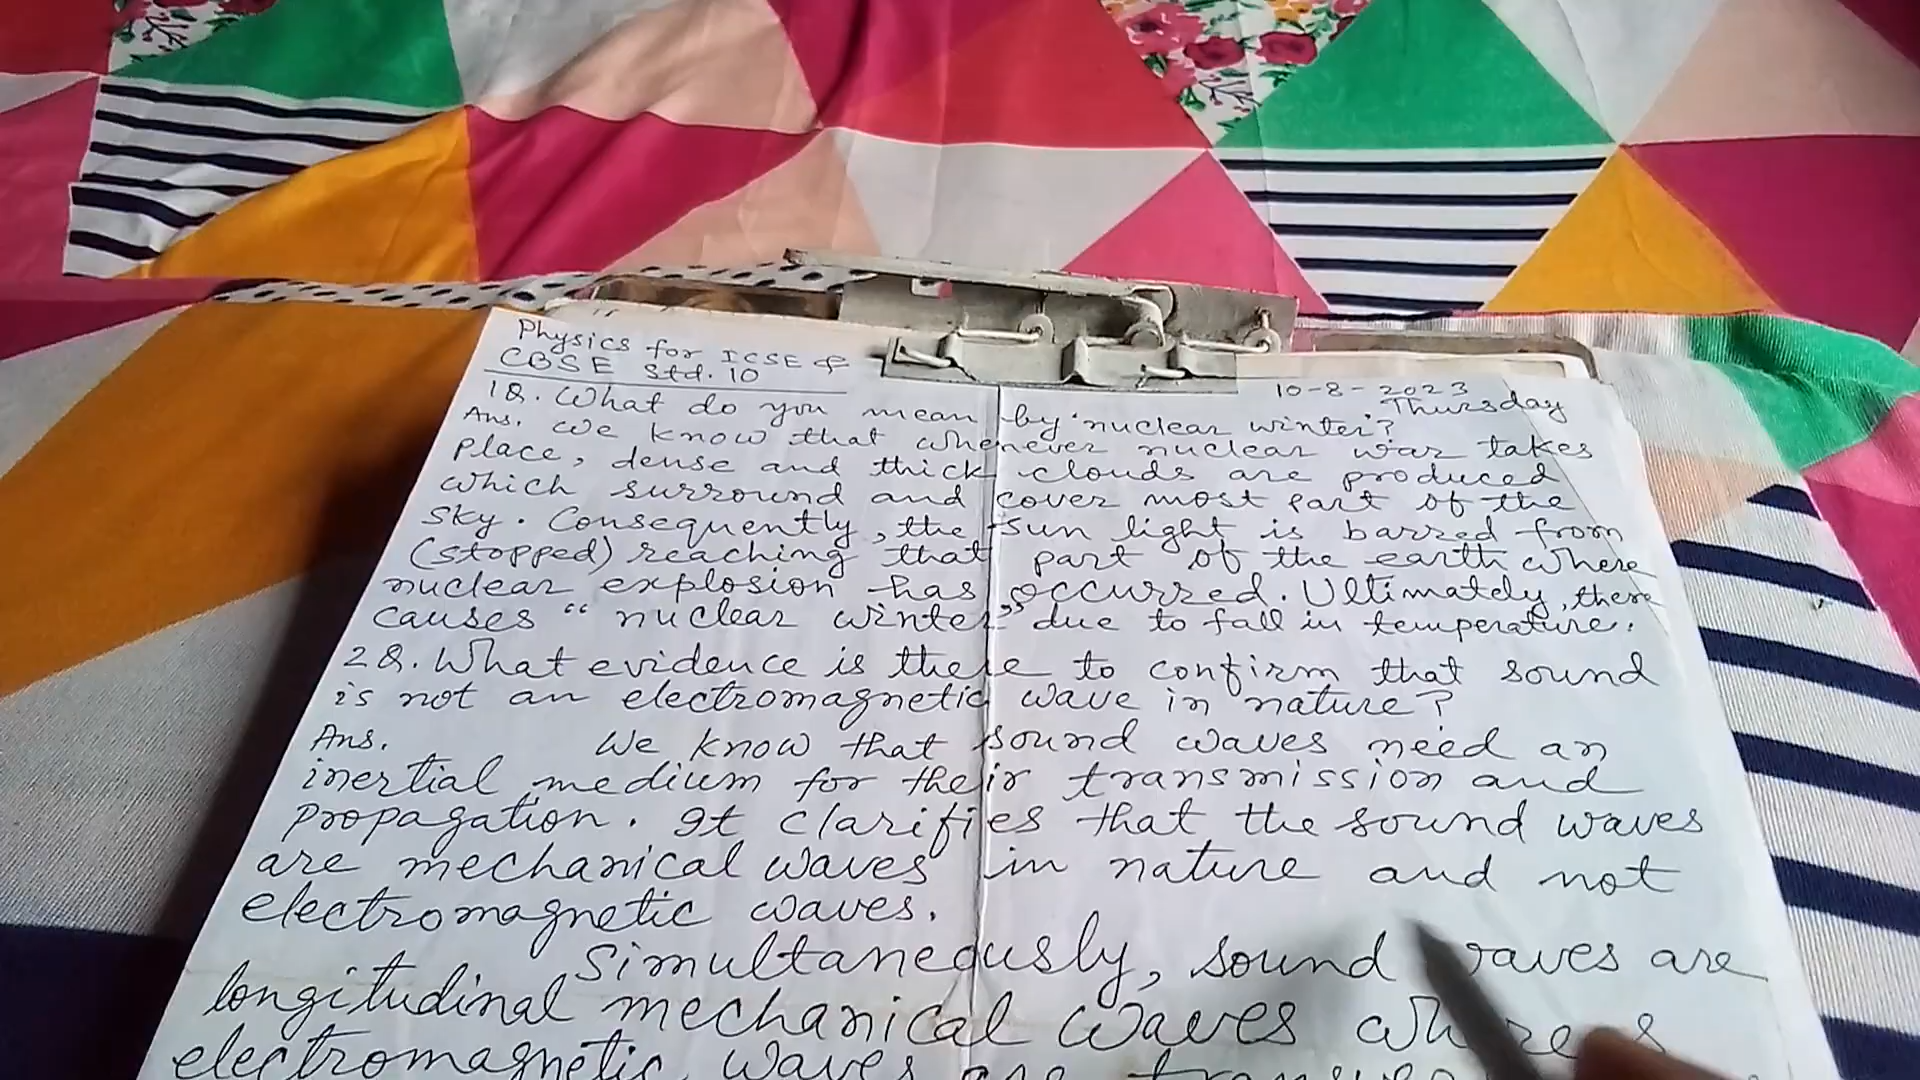 Physics for ICSE &
CBSE Std. 10
10-8-2023
Thursday
1Q. What do you mean by 'nuclear winter'?
Ans. We know that whenever nuclear war takes
place, dense and thick clouds are produced
which surround and cover most part of the
sky. Consequently, the sun light is barred from
(stopped) reaching that part of the earth where
nuclear explosion has occurred. Ultimately, there
causes "nuclear winter" due to fall in temperature.
2Q. What evidence is there to confirm that sound
is not an electromagnetic wave in nature?
Ans. We know that sound waves need an
inertial medium for their transmission and
propagation. It clarifies that the sound waves
are mechanical waves in nature and not
electromagnetic waves.
Simultaneously, sound waves are
longitudinal mechanical waves whereas
electromagnetic waves are